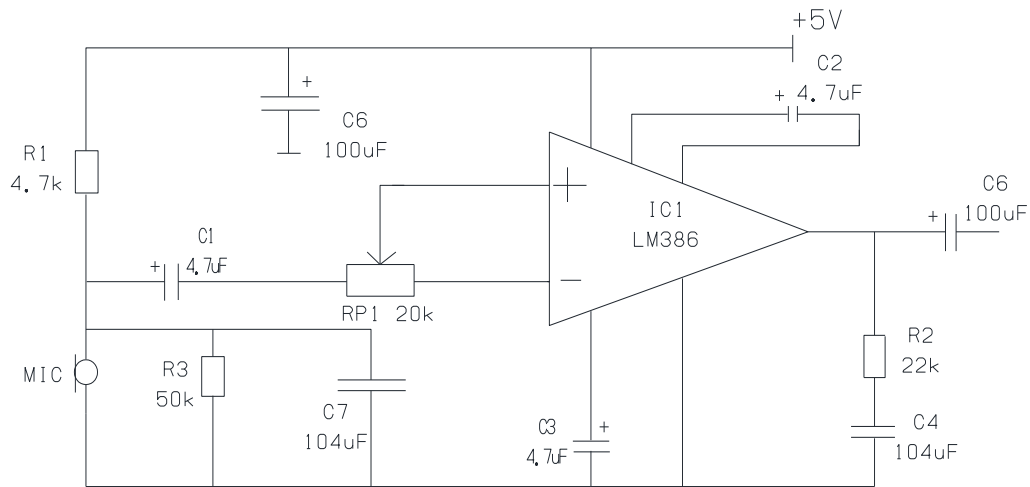 +5V
C2
+ 4.7uF
+
C6
100uF
R1
4.7k
+
IC1
LM386
C6
+ 100uF
C1
+ 4.7uF
−
RP1 20k
MIC
R3
50k
C7
104uF
C3 +
4.7uF
R2
22k
C4
104uF